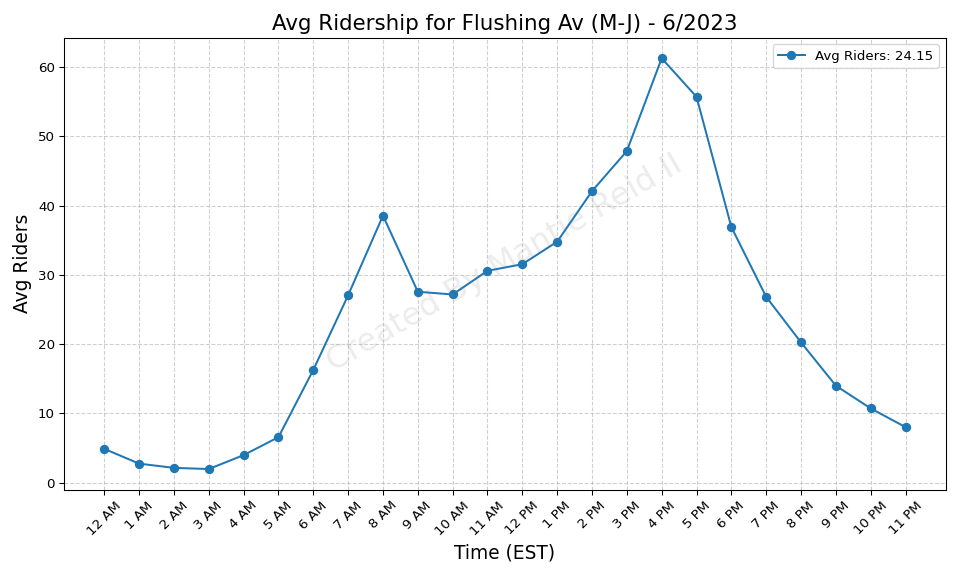 Avg Ridership for Flushing Av (M-J) - 6/2023
Avg Riders: 24.15
Avg Riders
60
50
40
30
20
10
0
Created By Mantie Reid II
12 AM
1 AM
2 AM
3 AM
4 AM
5 AM
6 AM
7 AM
8 AM
9 AM
10 AM
11 AM
12 PM
1 PM
2 PM
3 PM
4 PM
5 PM
6 PM
7 PM
8 PM
9 PM
10 PM
11 PM
Time (EST)